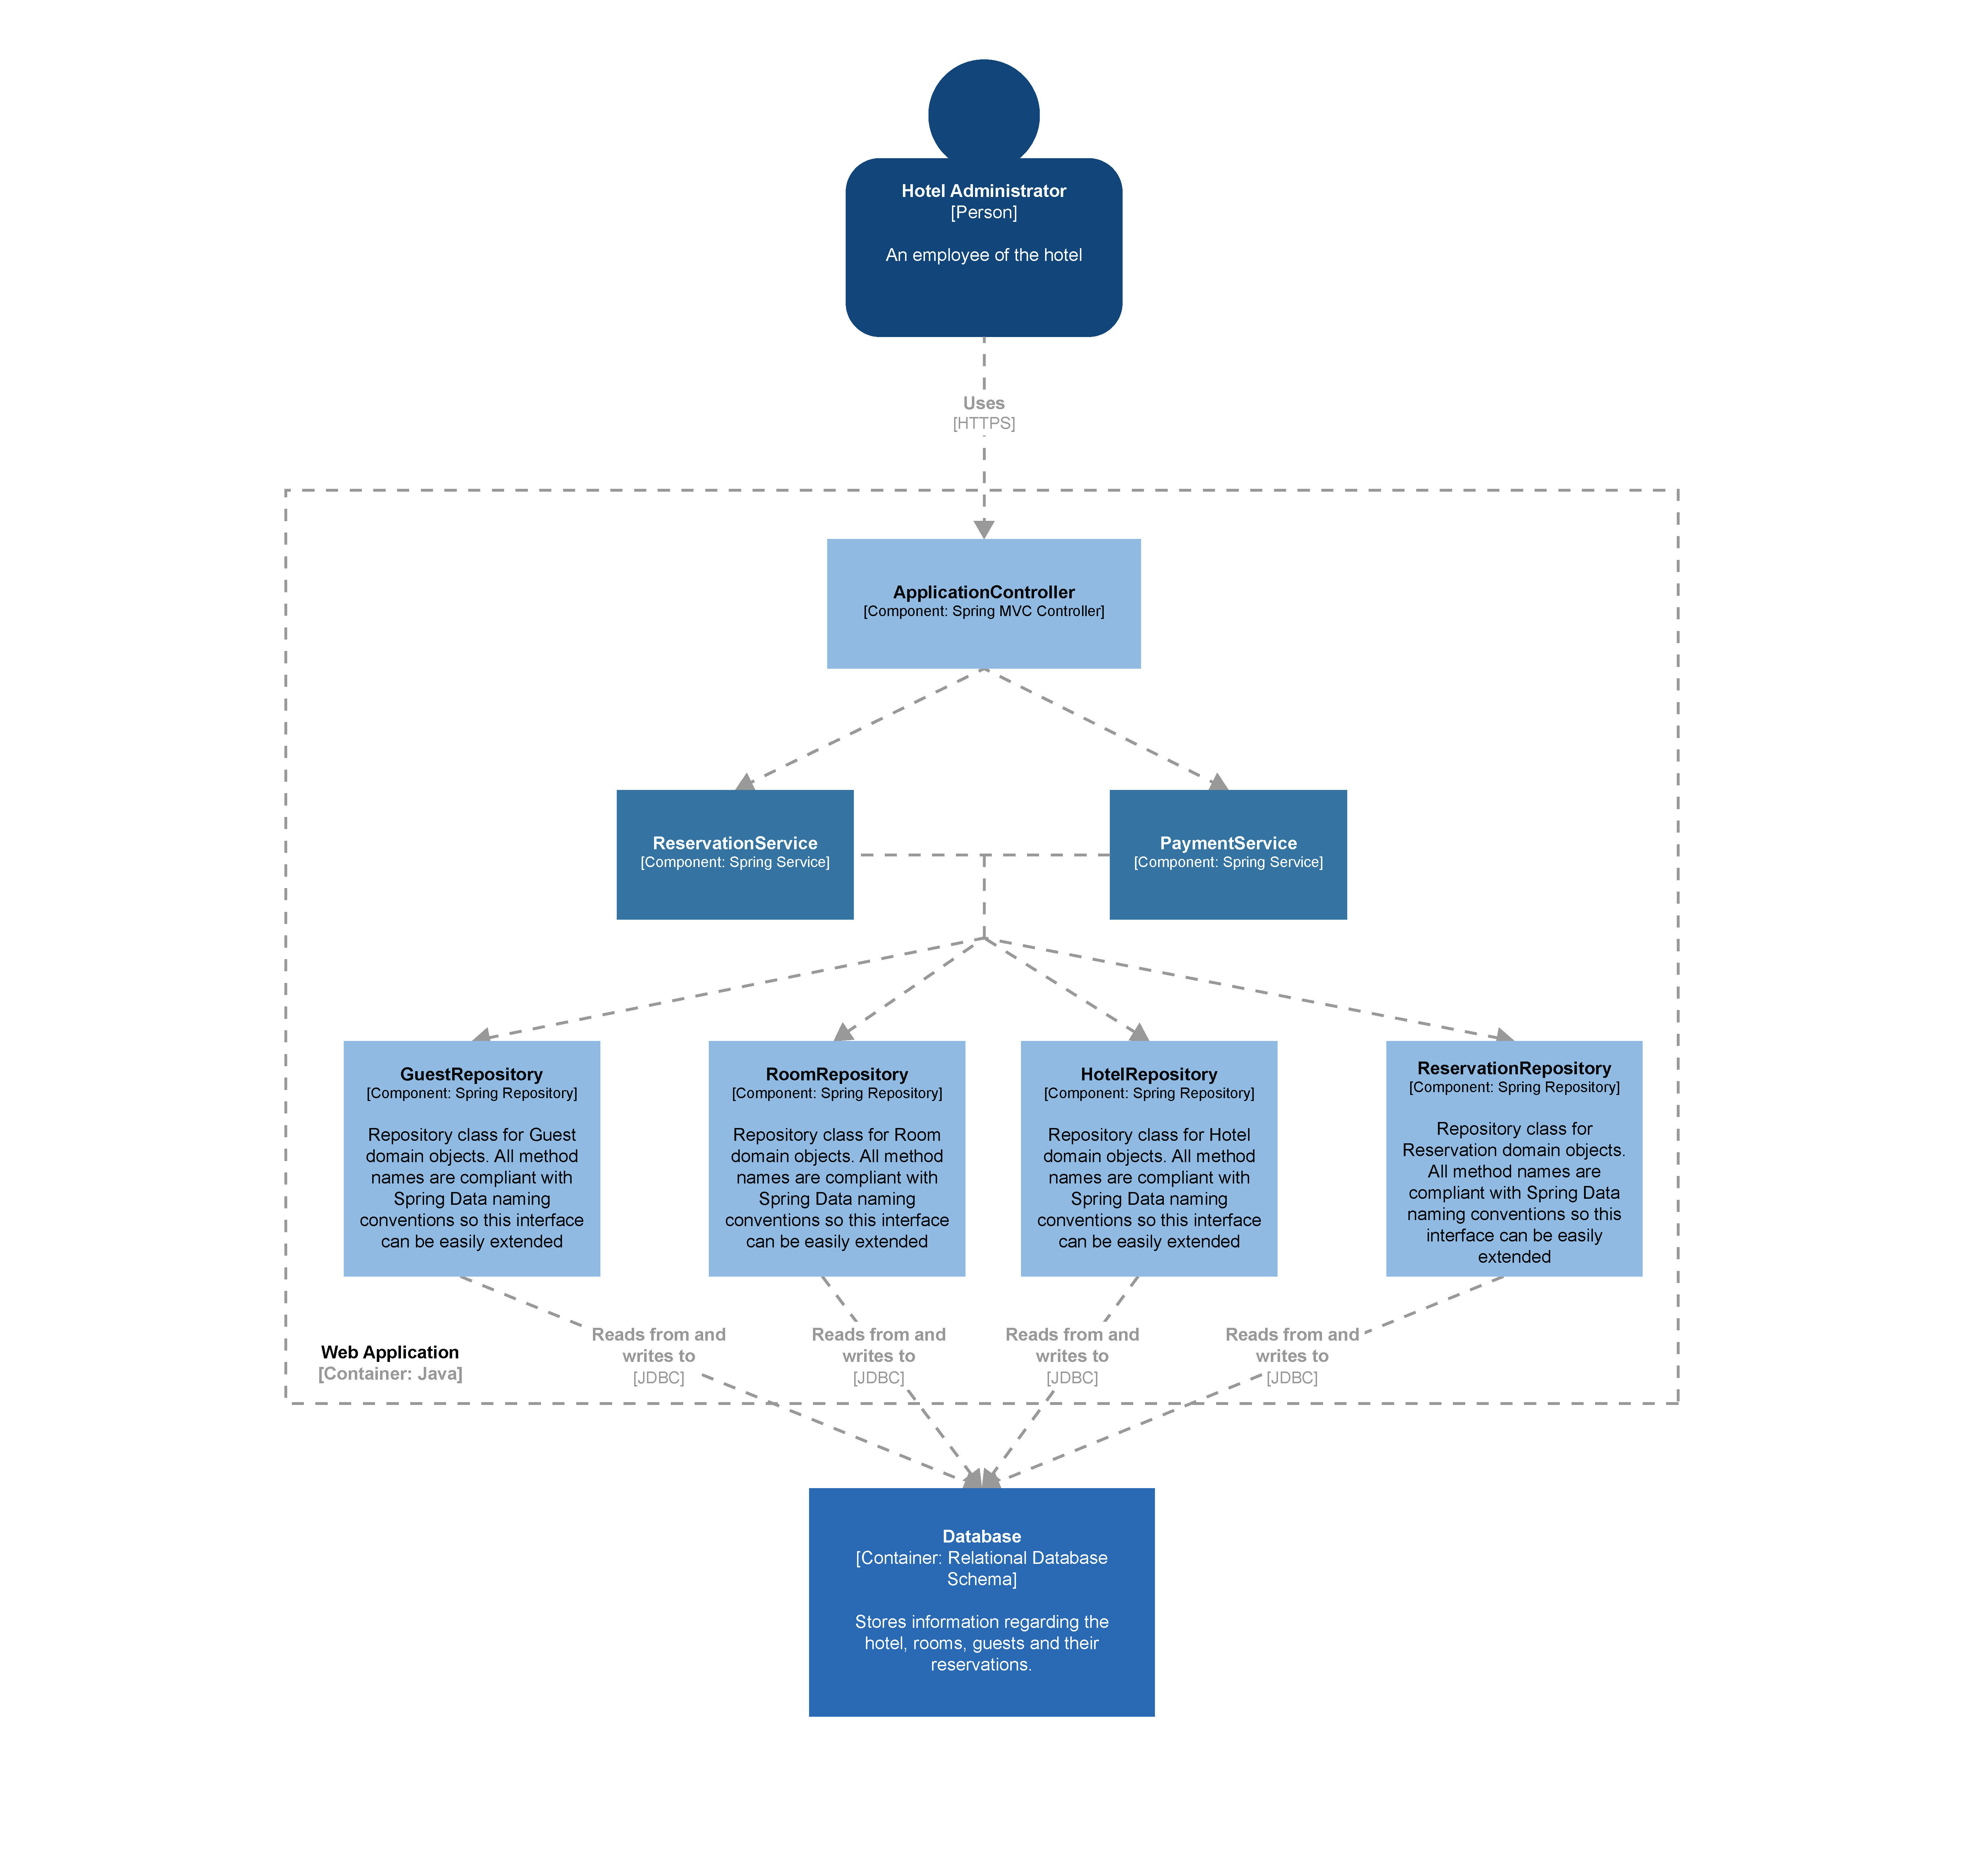 Hotel Administrator
[Person]
An employee of the hotel
Uses
[HTTPS]
ApplicationController
[Component: Spring MVC Controller]
ReservationService
[Component: Spring Service]
PaymentService
[Component: Spring Service]
GuestRepository
[Component: Spring Repository]
Repository class for Guest
domain objects. All method
names are compliant with
Spring Data naming
conventions so this interface
can be easily extended
RoomRepository
[Component: Spring Repository]
Repository class for Room
domain objects. All method
names are compliant with
Spring Data naming
conventions so this interface
can be easily extended
HotelRepository
[Component: Spring Repository]
Repository class for Hotel
domain objects. All method
names are compliant with
Spring Data naming
conventions so this interface
can be easily extended
ReservationRepository
[Component: Spring Repository]
Repository class for
Reservation domain objects.
All method names are
compliant with Spring Data
naming conventions so this
interface can be easily
extended
Web Application
[Container: Java]
Reads from and
writes to
[JDBC]
Reads from and
writes to
[JDBC]
Reads from and
writes to
[JDBC]
Reads from and
writes to
[JDBC]
Database
[Container: Relational Database
Schema]
Stores information regarding the
hotel, rooms, guests and their
reservations.